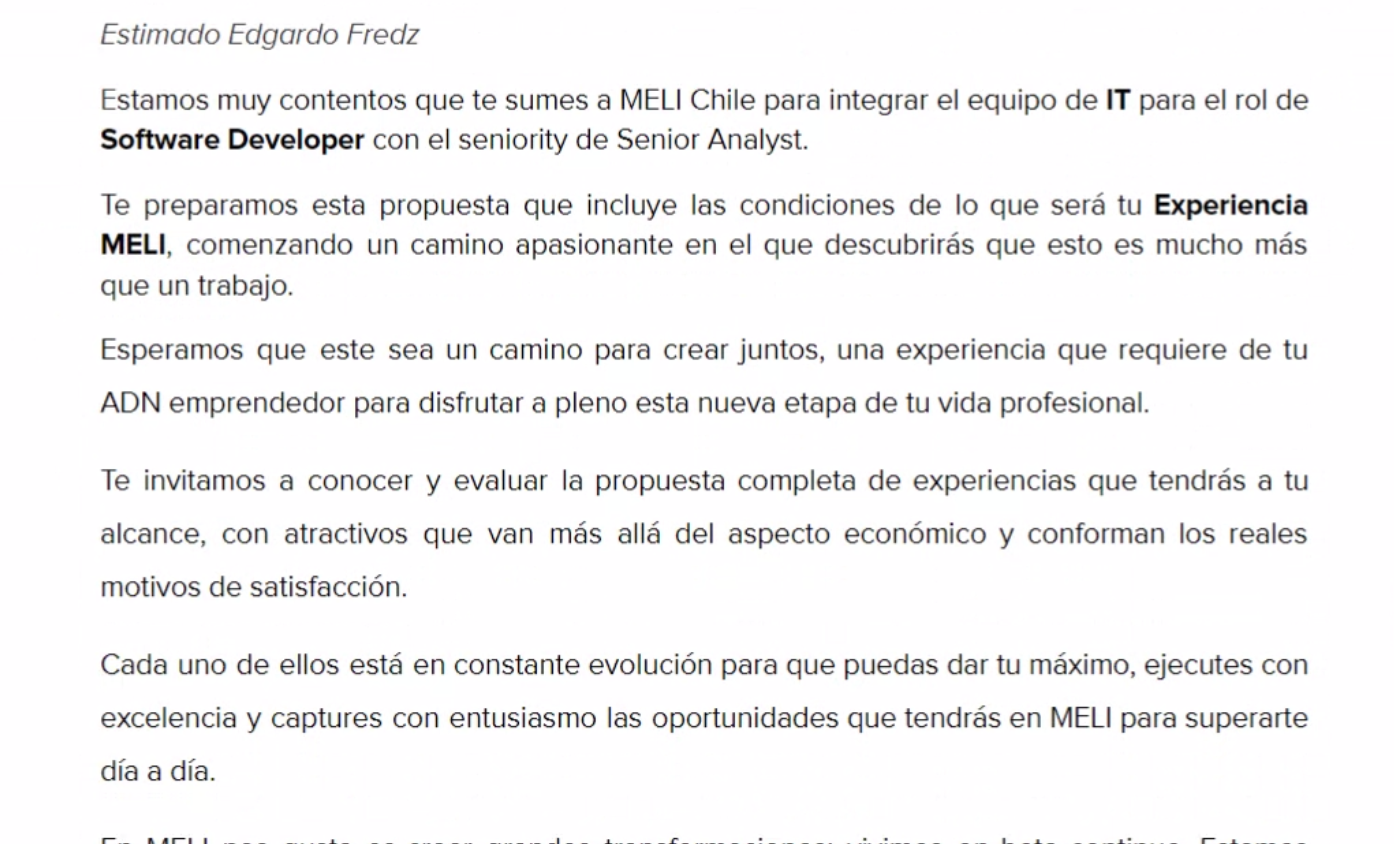 Estimado Edgardo Fredz
Estamos muy contentos que te sumes a MELI Chile para integrar el equipo de IT para el rol de
Software Developer con el seniority de Senior Analyst.
Te preparamos esta propuesta que incluye las condiciones de lo que será tu Experiencia
MELI, comenzando un camino apasionante en el que descubrirás que esto es mucho más
que un trabajo.
Esperamos que este sea un camino para crear juntos, una experiencia que requiere de tu
ADN emprendedor para disfrutar a pleno esta nueva etapa de tu vida profesional.
Te invitamos a conocer y evaluar la propuesta completa de experiencias que tendrás a tu
alcance, con atractivos que van más allá del aspecto económico y conforman los reales
motivos de satisfacción.
Cada uno de ellos está en constante evolución para que puedas dar tu máximo, ejecutes con
excelencia y captures con entusiasmo las oportunidades que tendrás en MELI para superarte
día a día.